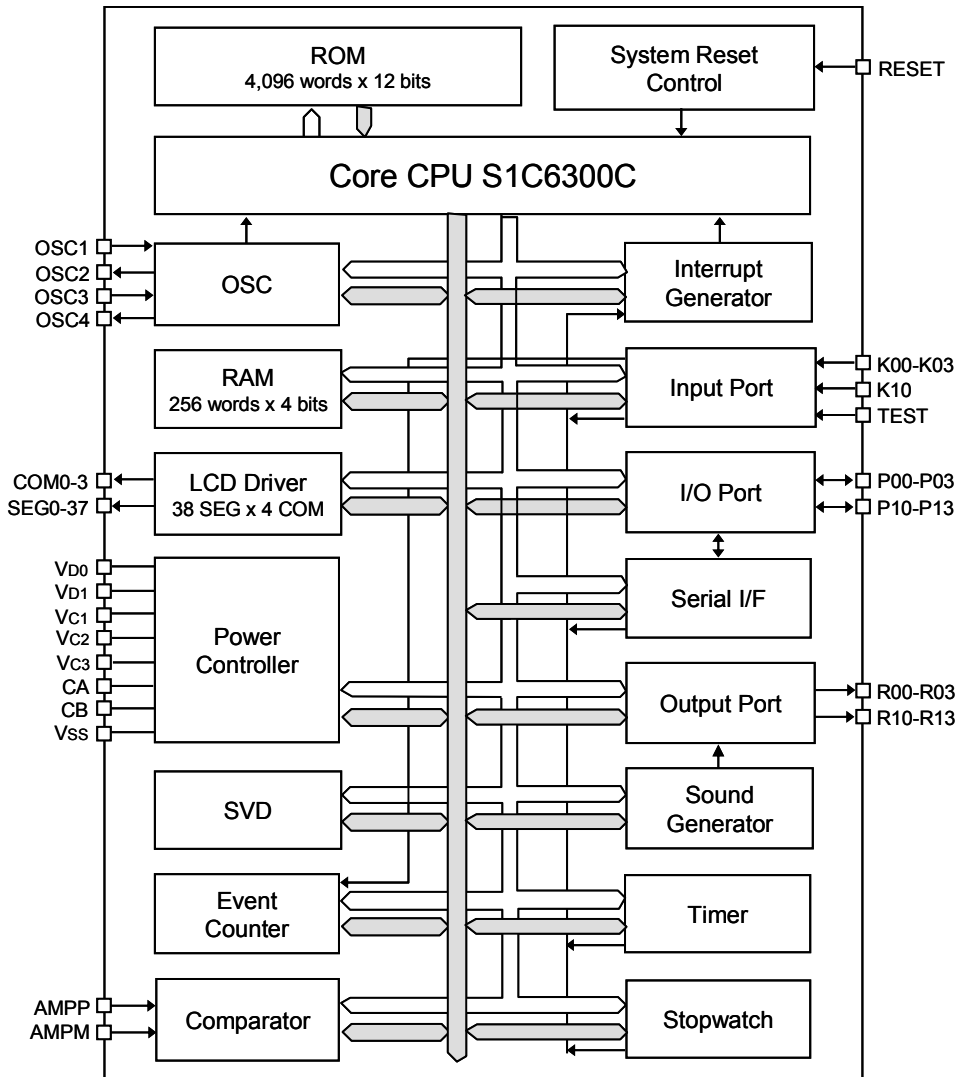 ROM
4,096 words x 12 bits
System Reset
Control
RESET
Core CPU S1C6300C
OSC1
OSC2
OSC3
OSC4
OSC
Interrupt
Generator
RAM
256 words x 4 bits
Input Port
K00-K03
K10
TEST
COM0-3
SEG0-37
LCD Driver
38 SEG x 4 COM
I/O Port
P00-P03
P10-P13
VD0
VD1
VC1
VC2
VC3
CA
CB
VSS
Power
Controller
Serial I/F
Output Port
R00-R03
R10-R13
SVD
Sound
Generator
Event
Counter
Timer
AMPP
AMPM
Comparator
Stopwatch